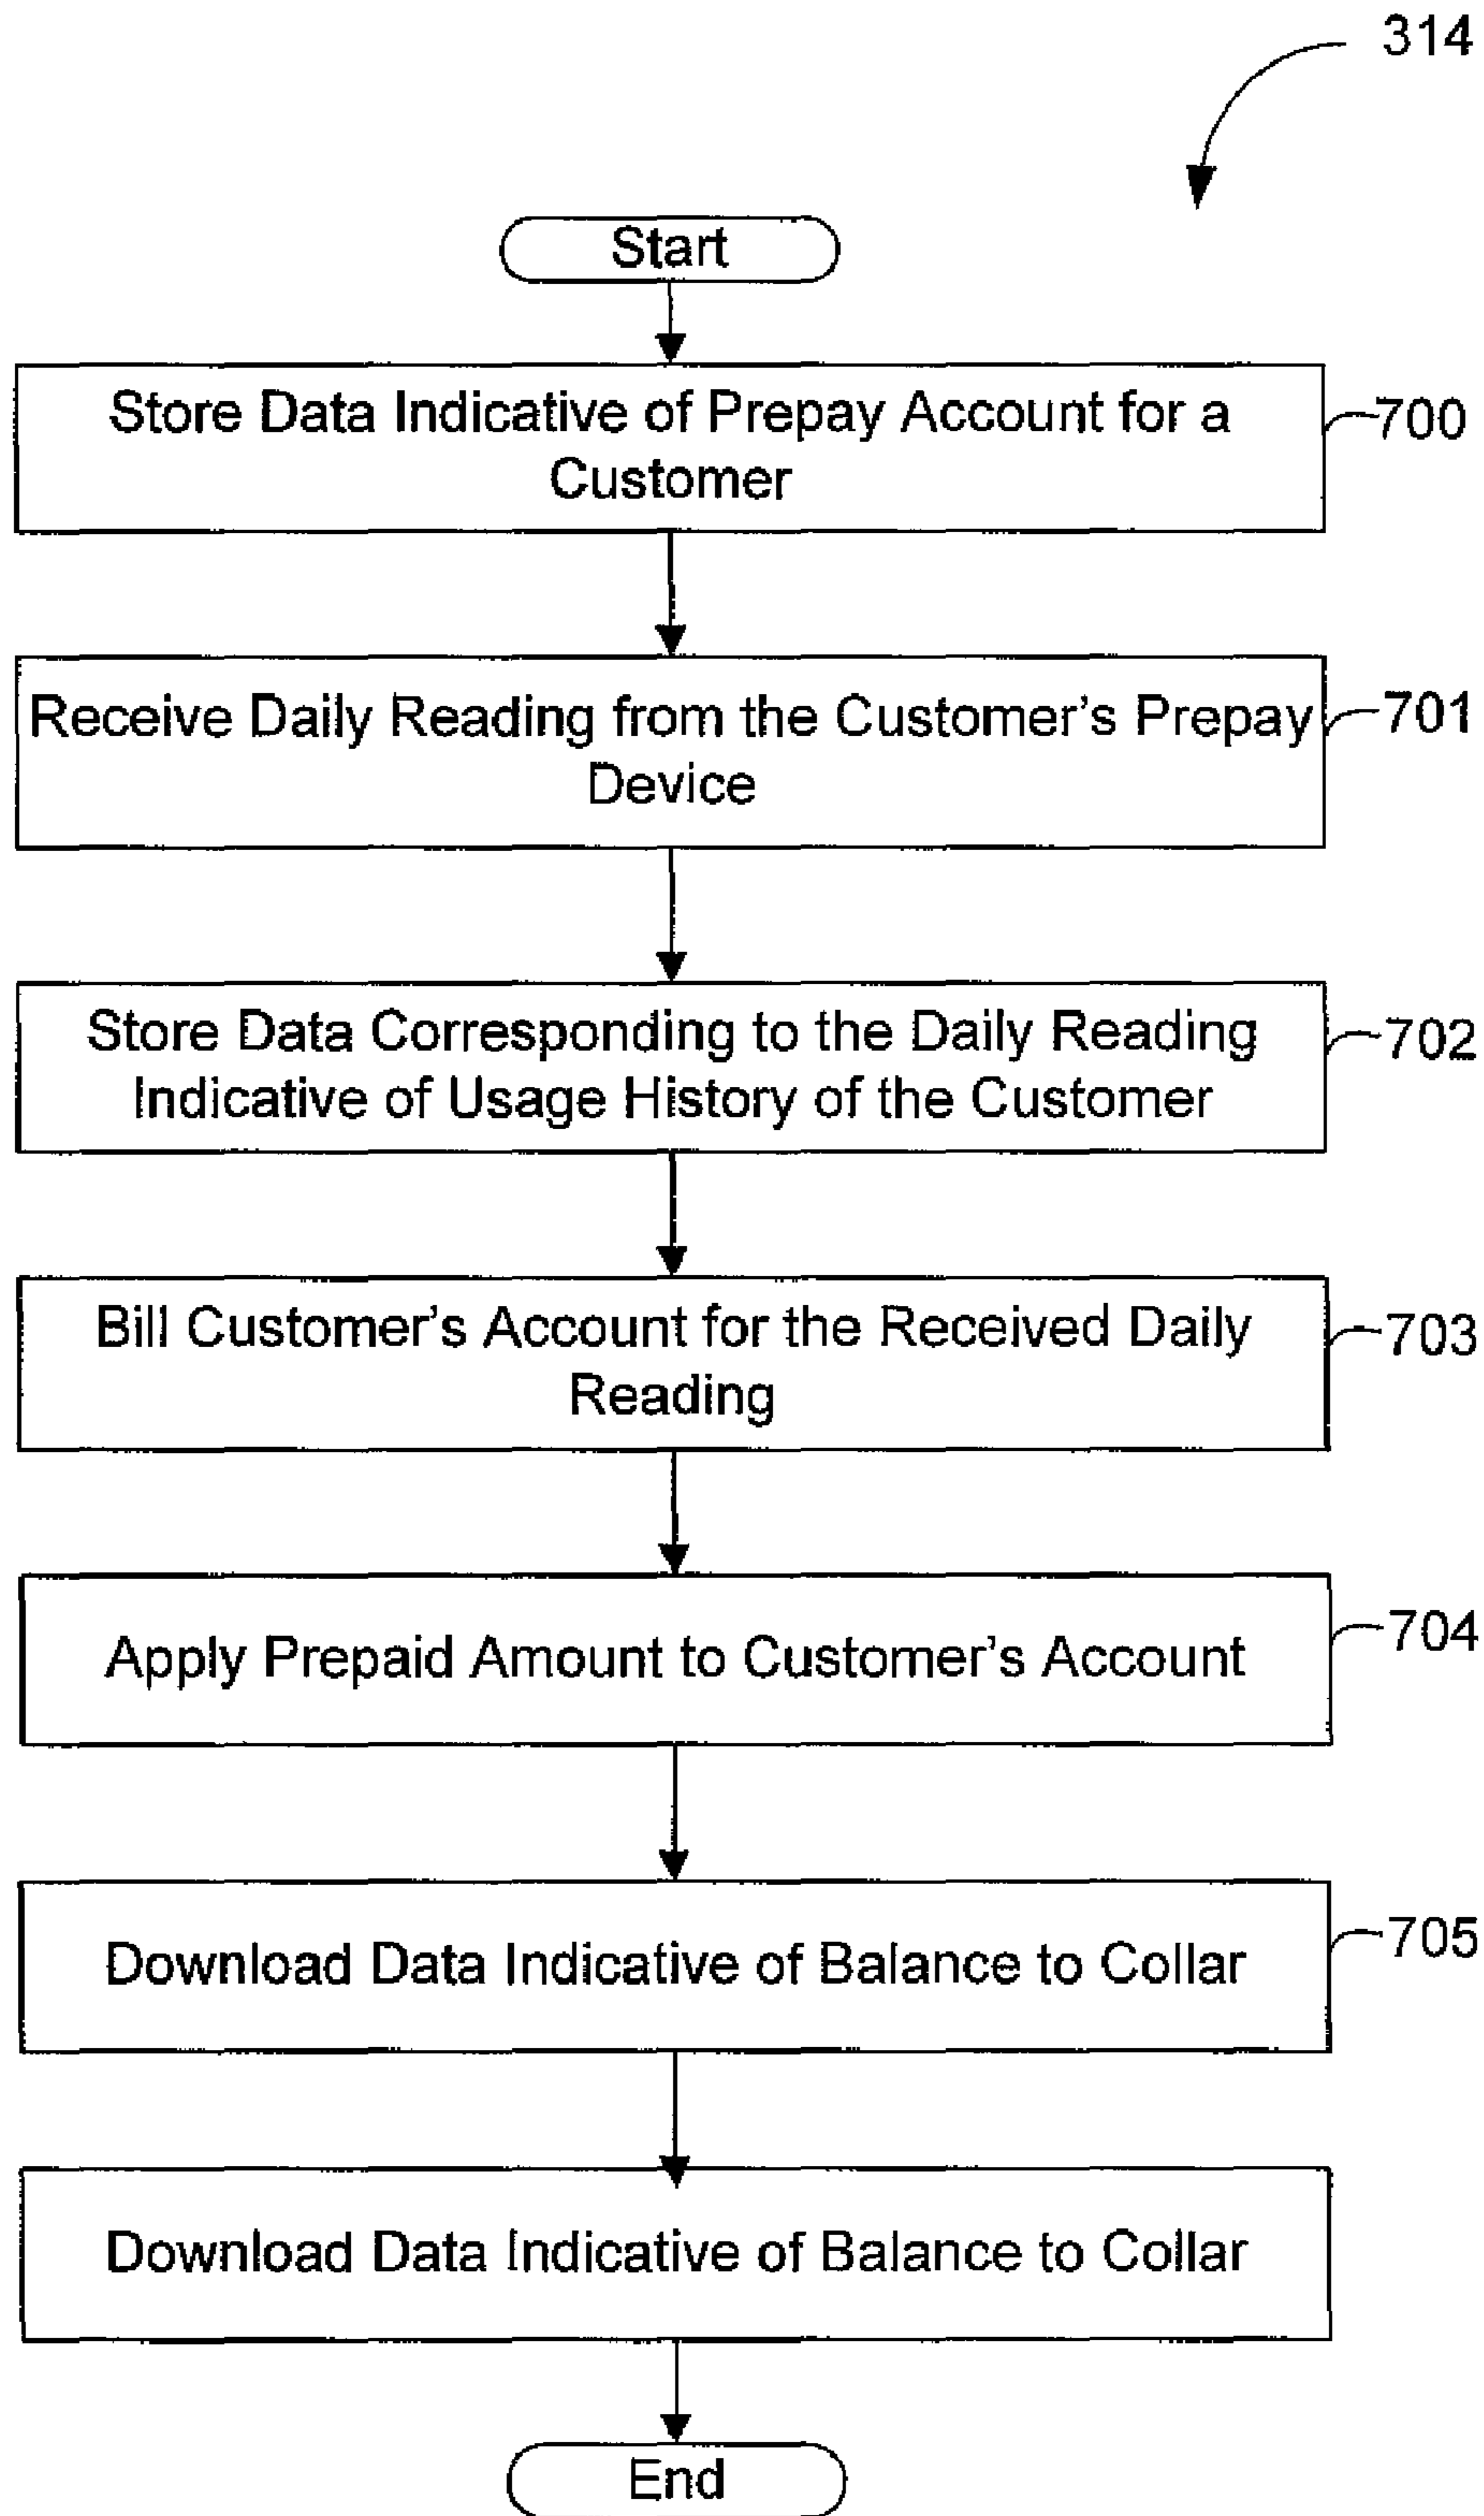 314
Start
Store Data Indicative of Prepay Account for a
Customer
700
Receive Daily Reading from the Customer's Prepay
Device
701
Store Data Corresponding to the Daily Reading
Indicative of Usage History of the Customer
702
Bill Customer's Account for the Received Daily
Reading
703
Apply Prepaid Amount to Customer's Account
704
Download Data Indicative of Balance to Collar
705
Download Data Indicative of Balance to Collar
End